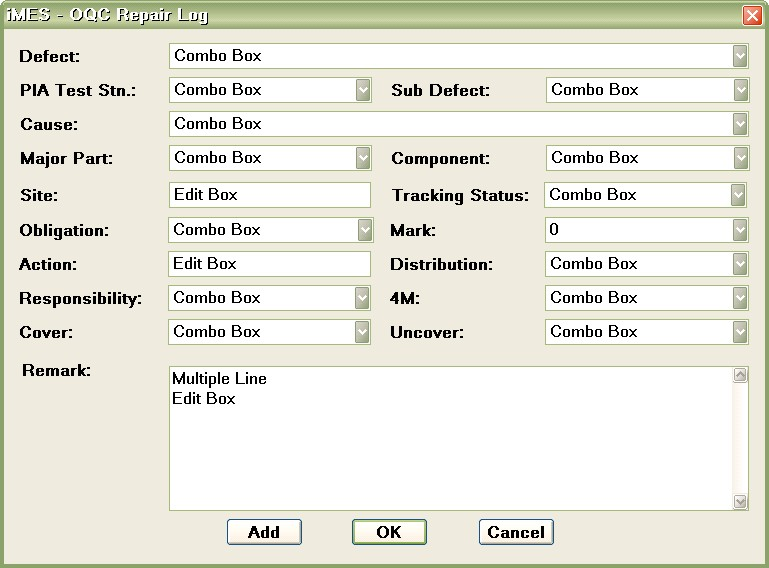 iMES - OQC Repair Log
Defect: Combo Box
PIA Test Stn.: Combo Box Sub Defect: Combo Box
Cause: Combo Box
Major Part: Combo Box Component: Combo Box
Site: Edit Box Tracking Status: Combo Box
Obligation: Combo Box Mark: 0
Action: Edit Box Distribution: Combo Box
Responsibility: Combo Box 4M: Combo Box
Cover: Combo Box Uncover: Combo Box
Remark: Multiple Line
Edit Box
Add OK Cancel